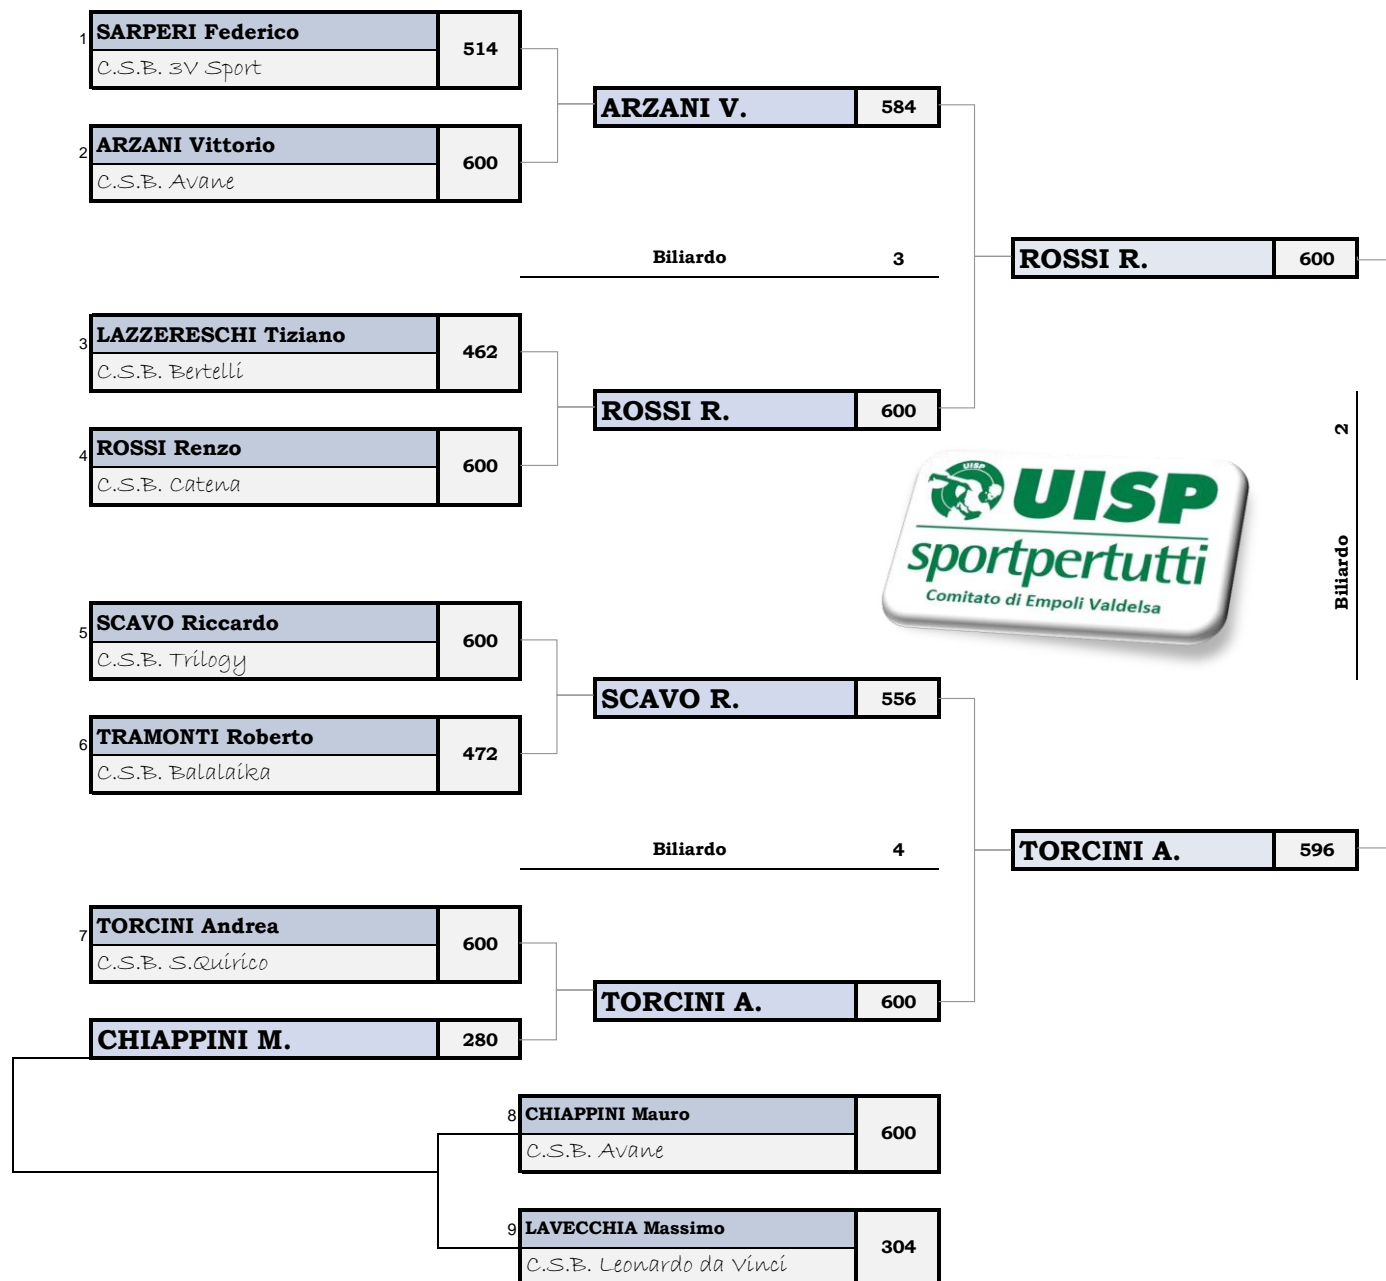 1 SARPERI Federico 514
C.S.B. 3V Sport
ARZANI V. 584
2 ARZANI Vittorio 600
C.S.B. Avane
Biliardo 3
ROSSI R. 600
3 LAZZERESCHI Tiziano 462
C.S.B. Bertelli
ROSSI R. 600
4 ROSSI Renzo 600
C.S.B. Catena
UISP
UISP
sportpertutti
Comitato di Empoli Valdelsa
Biliardo 2
5 SCAVO Riccardo 600
C.S.B. Trilogy
SCAVO R. 556
6 TRAMONTI Roberto 472
C.S.B. Balalaika
Biliardo 4
TORCINI A. 596
7 TORCINI Andrea 600
C.S.B. S.Quirico
TORCINI A. 600
CHIAPPINI M. 280
8 CHIAPPINI Mauro 600
C.S.B. Avane
9 LAVECCHIA Massimo 304
C.S.B. Leonardo da Vinci